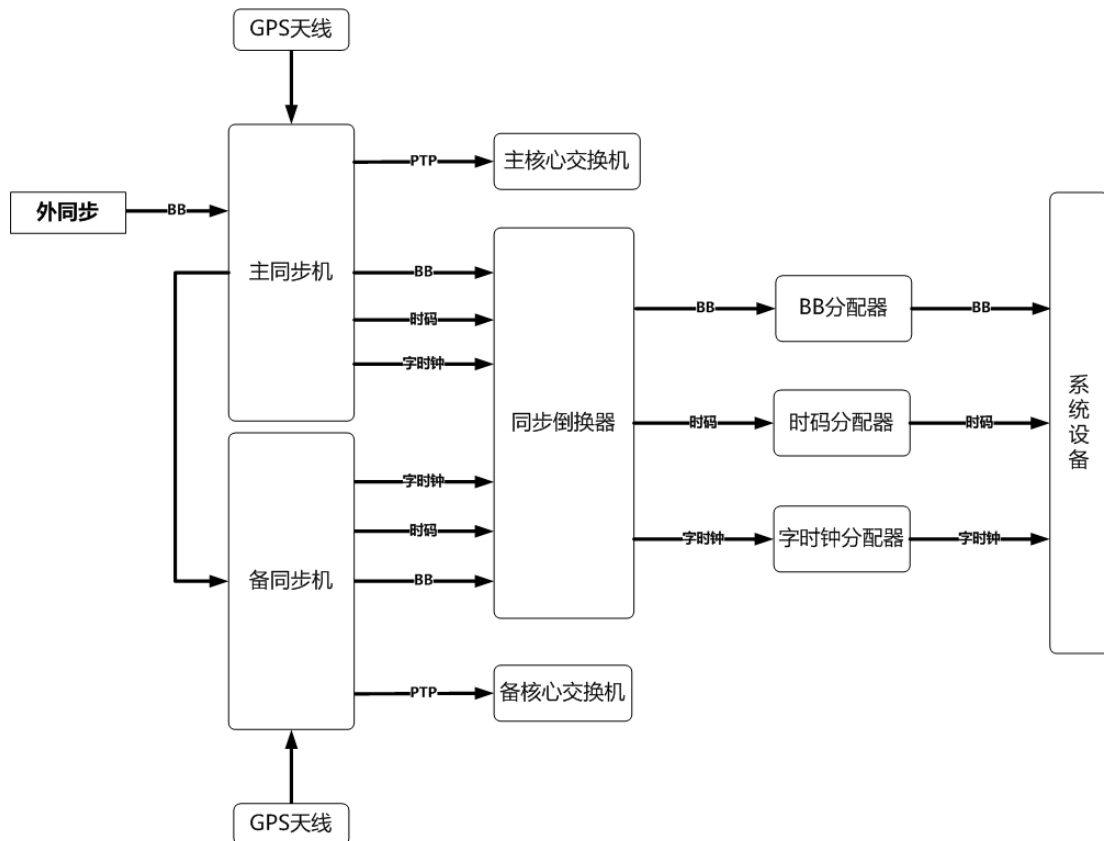 GPS天线
PTP
主核心交换机
外同步
BB
主同步机
BB
时码
字时钟
BB
BB分配器
BB
同步倒换器
时码
时码分配器
时码
系统设备
字时钟
时码
备同步机
BB
字时钟
字时钟分配器
字时钟
PTP
备核心交换机
GPS天线